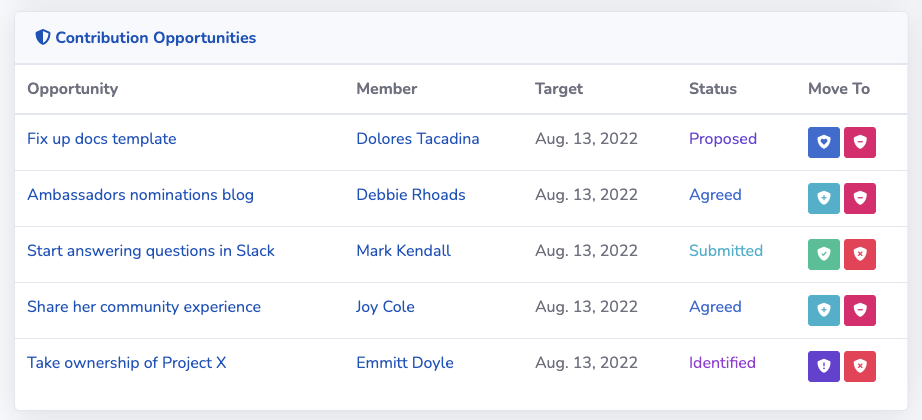 Contribution Opportunities
Opportunity Member Target Status Move To
Fix up docs template Dolores Tacadina Aug. 13, 2022 Proposed
Ambassadors nominations blog Debbie Rhoads Aug. 13, 2022 Agreed
Start answering questions in Slack Mark Kendall Aug. 13, 2022 Submitted
Share her community experience Joy Cole Aug. 13, 2022 Agreed
Take ownership of Project X Emmitt Doyle Aug. 13, 2022 Identified